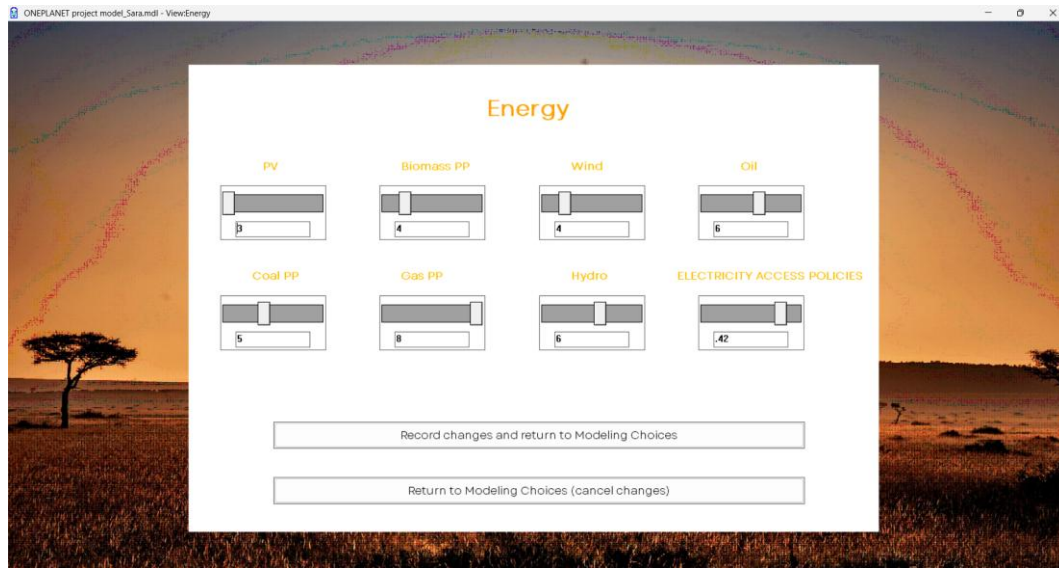 ONEPLANET project model_Sara.mdl - View:Energy
Energy
PV Biomass PP Wind Oil
3 4 4 6
Coal PP Gas PP Hydro ELECTRICITY ACCESS POLICIES
5 8 6 .42
Record changes and return to Modeling Choices
Return to Modeling Choices (cancel changes)